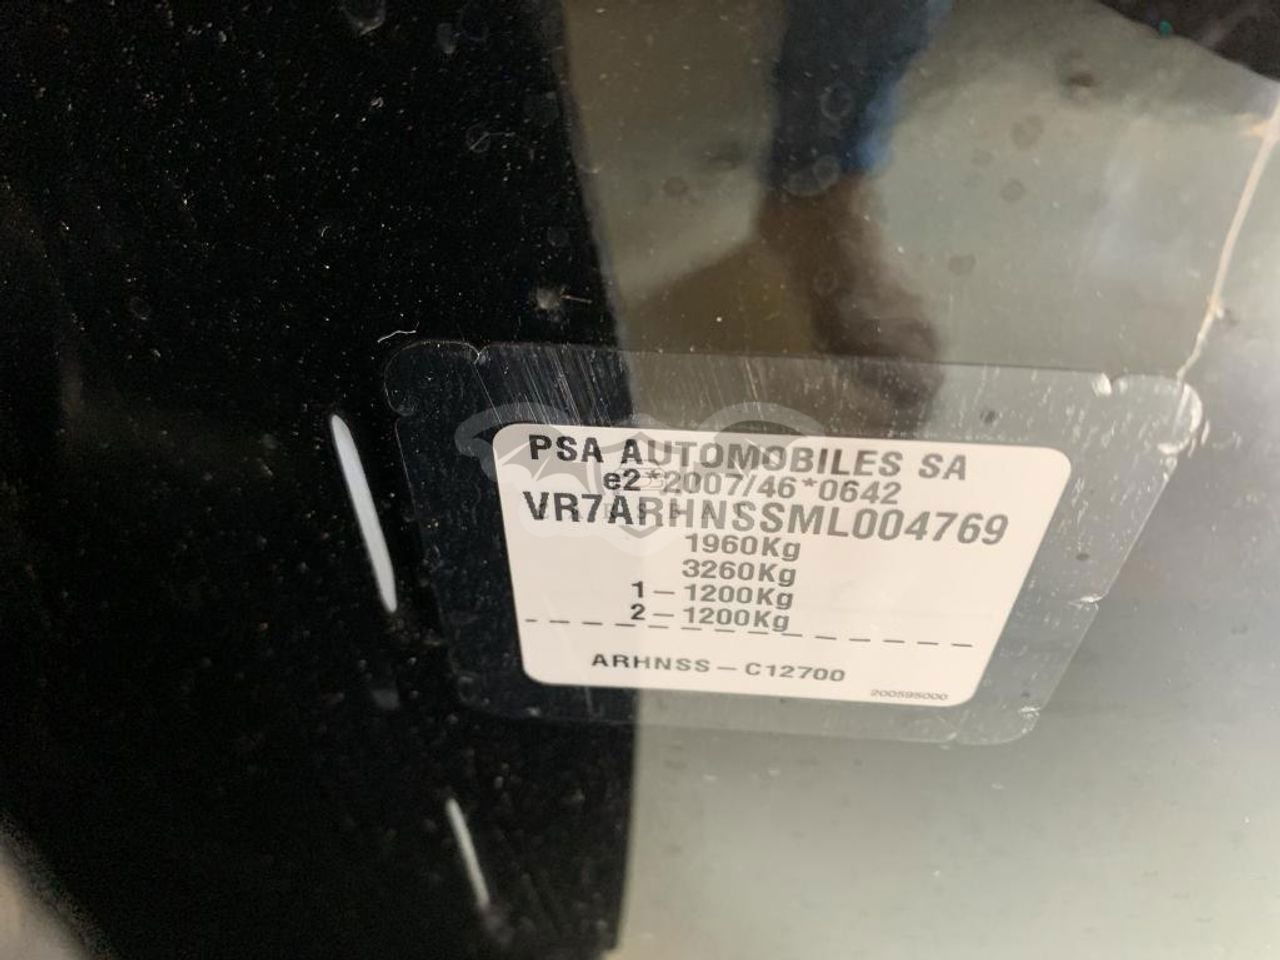 PSA AUTOMOBILES SA
e2*2007/46*0642
VR7ARHNSSML004769
1960Kg
3260Kg
1 – 1200Kg
2 – 1200Kg
ARHNSS – C12700
200595000